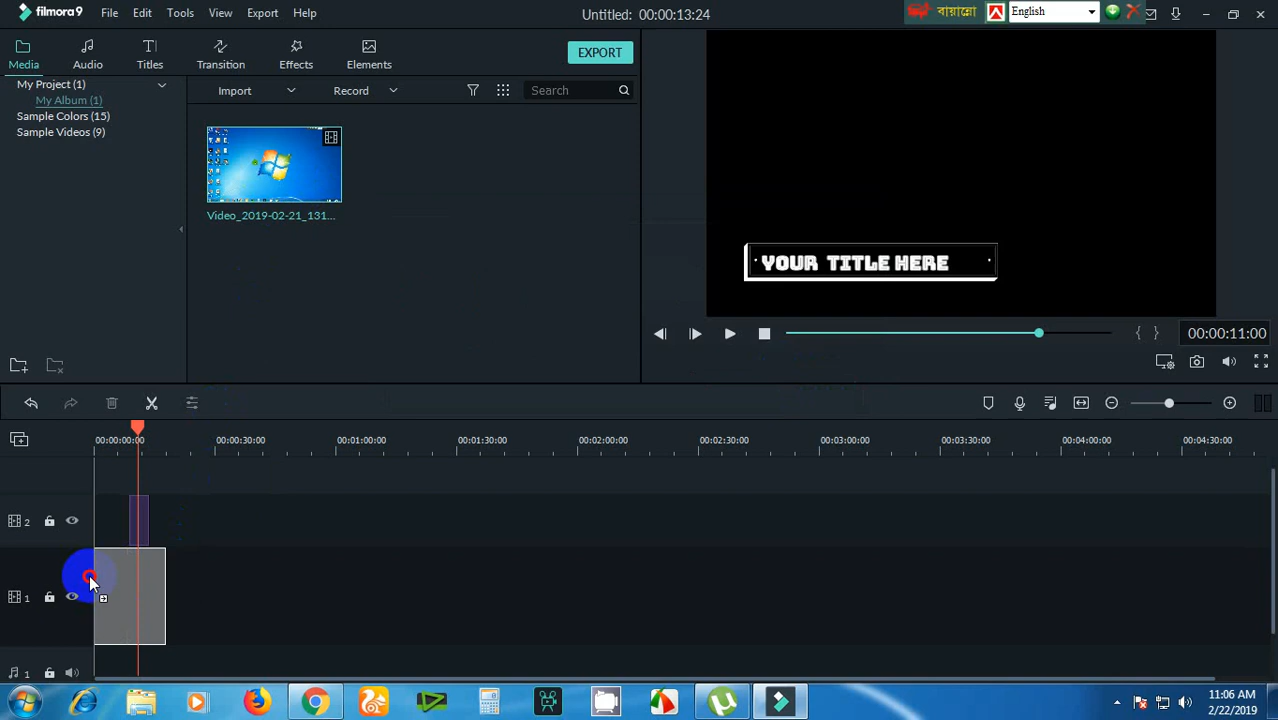 filmora9 File Edit Tools View Export Help Untitled: 00:00:13:24 বায়ান্নো English
Media Audio Titles Transition Effects Elements EXPORT
My Project (1)
My Album (1)
Sample Colors (15)
Sample Videos (9)
Import Record Search
Video_2019-02-21_131...
YOUR TITLE HERE
{ } 00:00:11:00
00:00:00:00 00:00:30:00 00:01:00:00 00:01:30:00 00:02:00:00 00:02:30:00 00:03:00:00 00:03:30:00 00:04:00:00 00:04:30:00
2
1
1
11:06 AM
2/22/2019